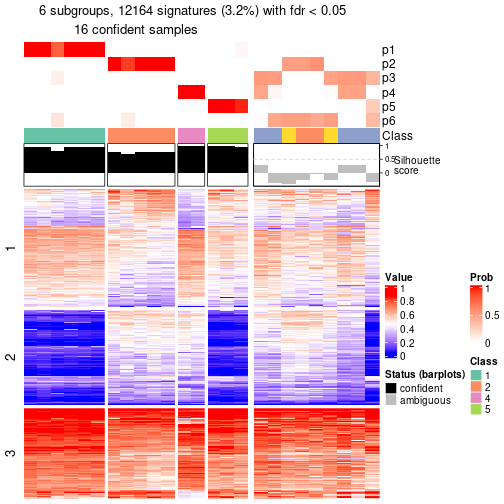 6 subgroups, 12164 signatures (3.2%) with fdr < 0.05
16 confident samples
p1
p2
p3
p4
p5
p6
Class
1
0.5
0
Silhouette
score
1
2
3
Value
1
0.8
0.6
0.4
0.2
0
Status (barplots)
confident
ambiguous
Prob
1
0.5
0
Class
1
2
4
5